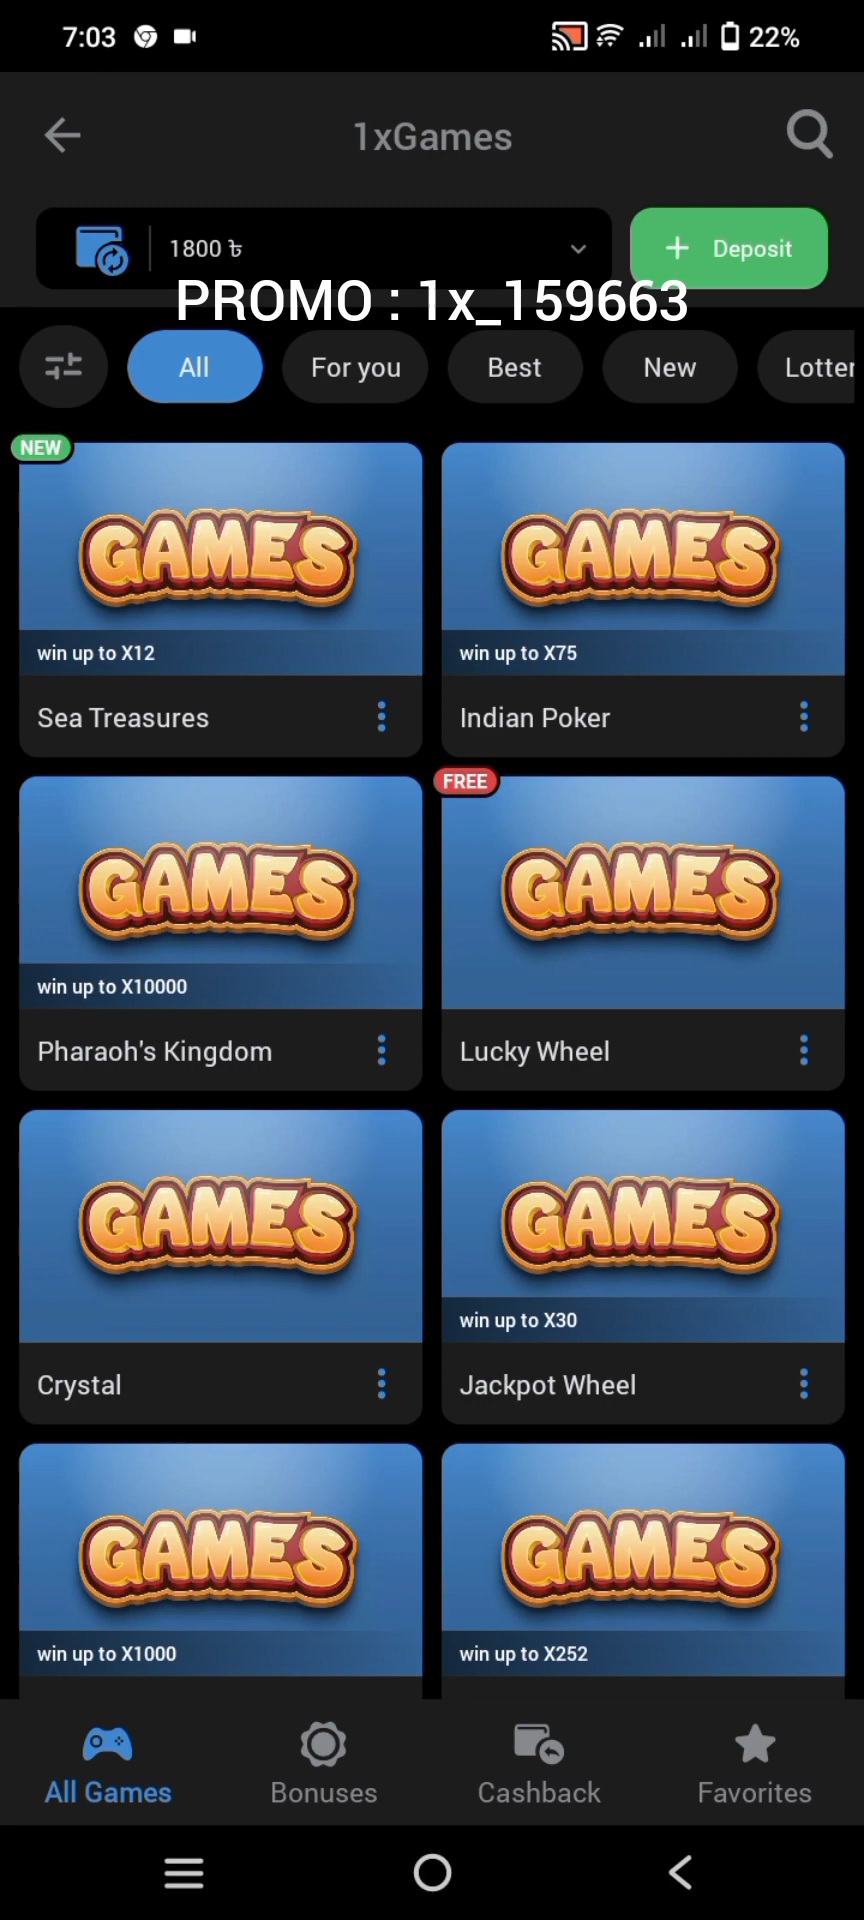 7:03
22%
1xGames
1800 ৳
+ Deposit
PROMO : 1x_159663
All
For you
Best
New
Lotter
NEW
GAMES
win up to X12
Sea Treasures
GAMES
win up to X75
Indian Poker
GAMES
win up to X10000
Pharaoh's Kingdom
FREE
GAMES
Lucky Wheel
GAMES
Crystal
GAMES
win up to X30
Jackpot Wheel
GAMES
win up to X1000
GAMES
win up to X252
All Games
Bonuses
Cashback
Favorites